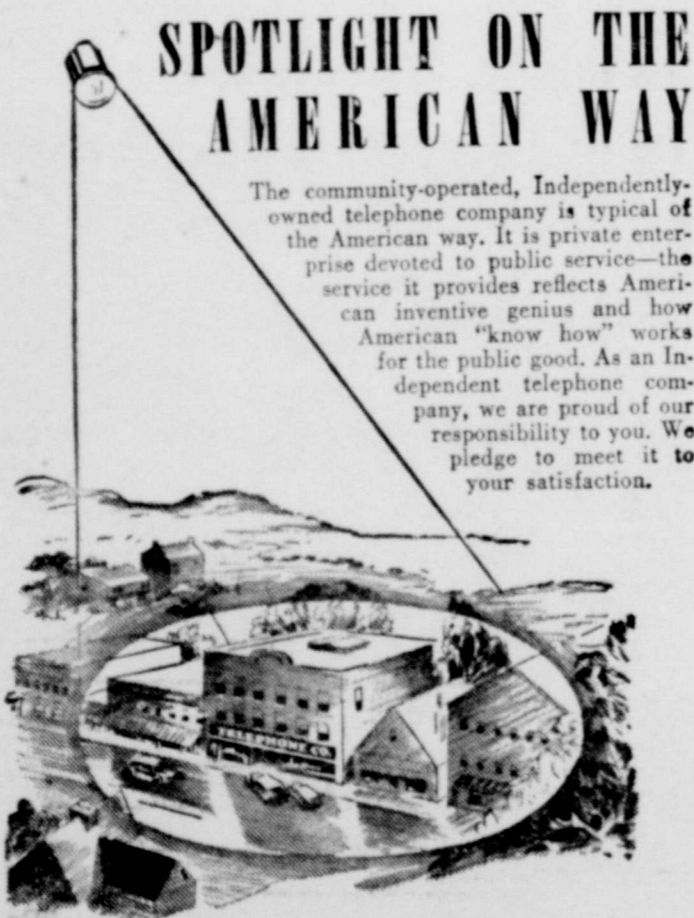 SPOTLIGHT ON THE
AMERICAN WAY
The community-operated, Independently-
owned telephone company is typical of
the American way. It is private enter-
prise devoted to public service—the
service it provides reflects Ameri-
can inventive genius and how
American "know how" works
for the public good. As an In-
dependent telephone com-
pany, we are proud of our
responsibility to you. We
pledge to meet it to
your satisfaction.
TELEPHONE CO.